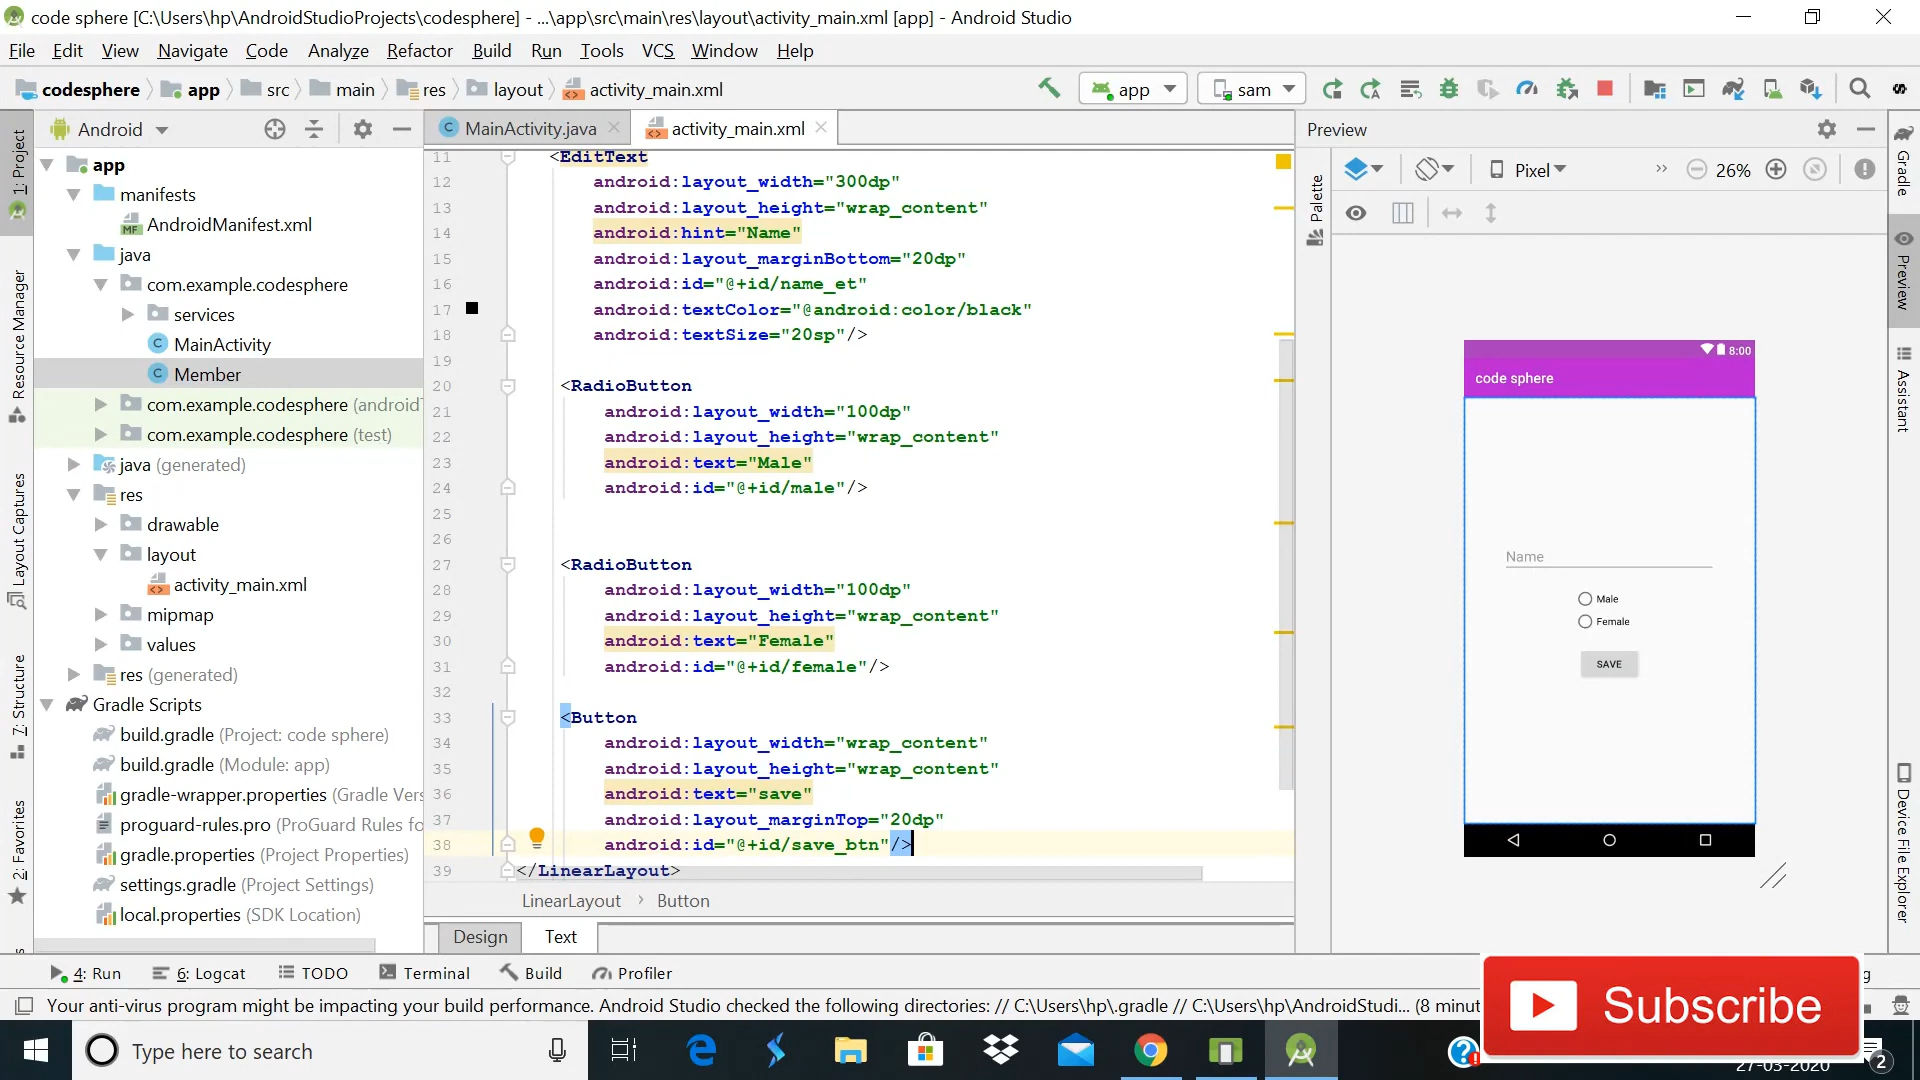 code sphere [C:\Users\hp\AndroidStudioProjects\codesphere] - ...\app\src\main\res\layout\activity_main.xml [app] - Android Studio
File Edit View Navigate Code Analyze Refactor Build Run Tools VCS Window Help
codesphere app src main res layout activity_main.xml app sam
1: Project
Resource Manager
Layout Captures
7: Structure
2: Favorites
Android
app
manifests
MF AndroidManifest.xml
java
com.example.codesphere
services
C MainActivity
C Member
com.example.codesphere (android
com.example.codesphere (test)
java (generated)
res
drawable
layout
activity_main.xml
mipmap
values
res (generated)
Gradle Scripts
build.gradle (Project: code sphere)
build.gradle (Module: app)
gradle-wrapper.properties (Gradle Vers
proguard-rules.pro (ProGuard Rules fo
gradle.properties (Project Properties)
settings.gradle (Project Settings)
local.properties (SDK Location)
C MainActivity.java activity_main.xml
11 <EditText
12 android:layout_width="300dp"
13 android:layout_height="wrap_content"
14 android:hint="Name"
15 android:layout_marginBottom="20dp"
16 android:id="@+id/name_et"
17 android:textColor="@android:color/black"
18 android:textSize="20sp"/>
19
20 <RadioButton
21 android:layout_width="100dp"
22 android:layout_height="wrap_content"
23 android:text="Male"
24 android:id="@+id/male"/>
25
26
27 <RadioButton
28 android:layout_width="100dp"
29 android:layout_height="wrap_content"
30 android:text="Female"
31 android:id="@+id/female"/>
32
33 <Button
34 android:layout_width="wrap_content"
35 android:layout_height="wrap_content"
36 android:text="save"
37 android:layout_marginTop="20dp"
38 android:id="@+id/save_btn"/>
39 </LinearLayout>
LinearLayout › Button
Design Text
Preview
Palette
Pixel 26%
8:00
code sphere
Name
Male
Female
SAVE
Gradle
Preview
Assistant
Device File Explorer
4: Run 6: Logcat TODO Terminal Build Profiler
Your anti-virus program might be impacting your build performance. Android Studio checked the following directories: // C:\Users\hp\.gradle // C:\Users\hp\AndroidStudi... (8 minut
Subscribe
Type here to search
27-03-2020
2